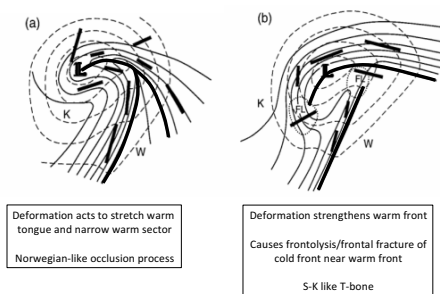 (a)
(b)
L
L
K
K
FL
FL
W
W
Deformation acts to stretch warm
tongue and narrow warm sector
Norwegian-like occlusion process
Deformation strengthens warm front
Causes frontolysis/frontal fracture of
cold front near warm front
S-K like T-bone